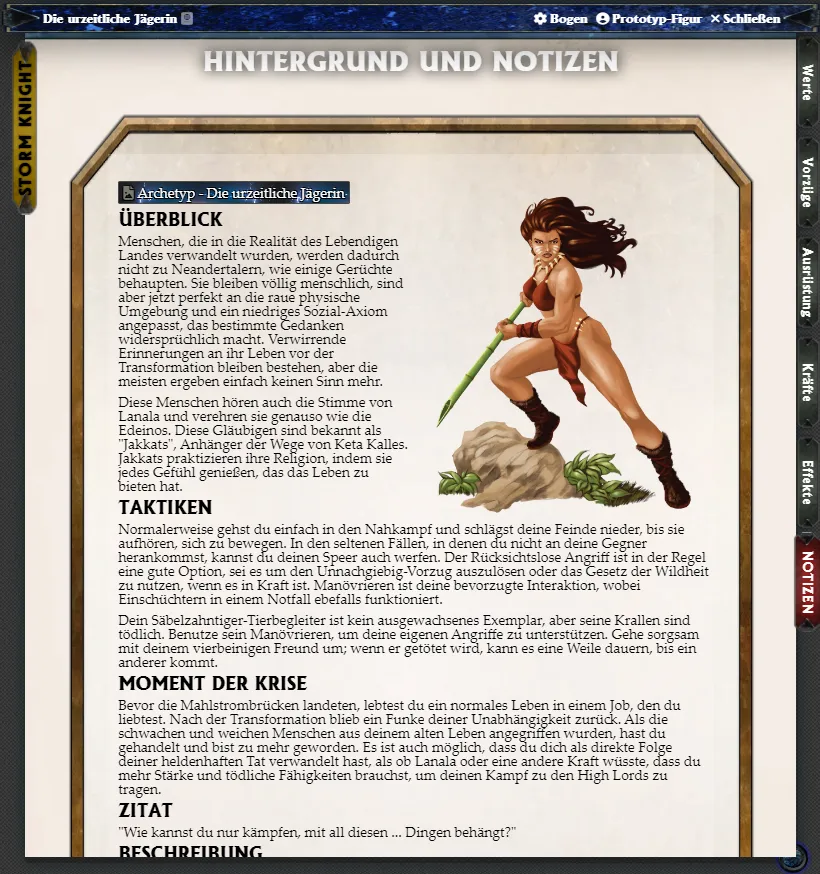 Die urzeitliche Jägerin
Bogen
Prototyp-Figur
Schließen
STORM KNIGHT
HINTERGRUND UND NOTIZEN
Archetyp - Die urzeitliche Jägerin
ÜBERBLICK
Menschen, die in die Realität des Lebendigen
Landes verwandelt wurden, werden dadurch
nicht zu Neandertalern, wie einige Gerüchte
behaupten. Sie bleiben völlig menschlich, sind
aber jetzt perfekt an die raue physische
Umgebung und ein niedriges Sozial-Axiom
angepasst, das bestimmte Gedanken
widersprüchlich macht. Verwirrende
Erinnerungen an ihr Leben vor der
Transformation bleiben bestehen, aber die
meisten ergeben einfach keinen Sinn mehr.
Diese Menschen hören auch die Stimme von
Lanala und verehren sie genauso wie die
Edeinos. Diese Gläubigen sind bekannt als
"Jakkats", Anhänger der Wege von Keta Kalles.
Jakkats praktizieren ihre Religion, indem sie
jedes Gefühl genießen, das das Leben zu
bieten hat.
TAKTIKEN
Normalerweise gehst du einfach in den Nahkampf und schlägst deine Feinde nieder, bis sie
aufhören, sich zu bewegen. In den seltenen Fällen, in denen du nicht an deine Gegner
herankommst, kannst du deinen Speer auch werfen. Der Rücksichtslose Angriff ist in der Regel
eine gute Option, sei es um den Unnachgiebig-Vorzug auszulösen oder das Gesetz der Wildheit
zu nutzen, wenn es in Kraft ist. Manövrieren ist deine bevorzugte Interaktion, wobei
Einschüchtern in einem Notfall ebefalls funktioniert.
Dein Säbelzahntiger-Tierbegleiter ist kein ausgewachsenes Exemplar, aber seine Krallen sind
tödlich. Benutze sein Manövrieren, um deine eigenen Angriffe zu unterstützen. Gehe sorgsam
mit deinem vierbeinigen Freund um; wenn er getötet wird, kann es eine Weile dauern, bis ein
anderer kommt.
MOMENT DER KRISE
Bevor die Mahlstrombrücken landeten, lebtest du ein normales Leben in einem Job, den du
liebtest. Nach der Transformation blieb ein Funke deiner Unabhängigkeit zurück. Als die
schwachen und weichen Menschen aus deinem alten Leben angegriffen wurden, hast du
gehandelt und bist zu mehr geworden. Es ist auch möglich, dass du dich als direkte Folge
deiner heldenhaften Tat verwandelt hast, als ob Lanala oder eine andere Kraft wüsste, dass du
mehr Stärke und tödliche Fähigkeiten brauchst, um deinen Kampf zu den High Lords zu
tragen.
ZITAT
"Wie kannst du nur kämpfen, mit all diesen ... Dingen behängt?"
BESCHREIBUNG
Werte
Vorzüge
Ausrüstung
Kräfte
Effekte
NOTIZEN